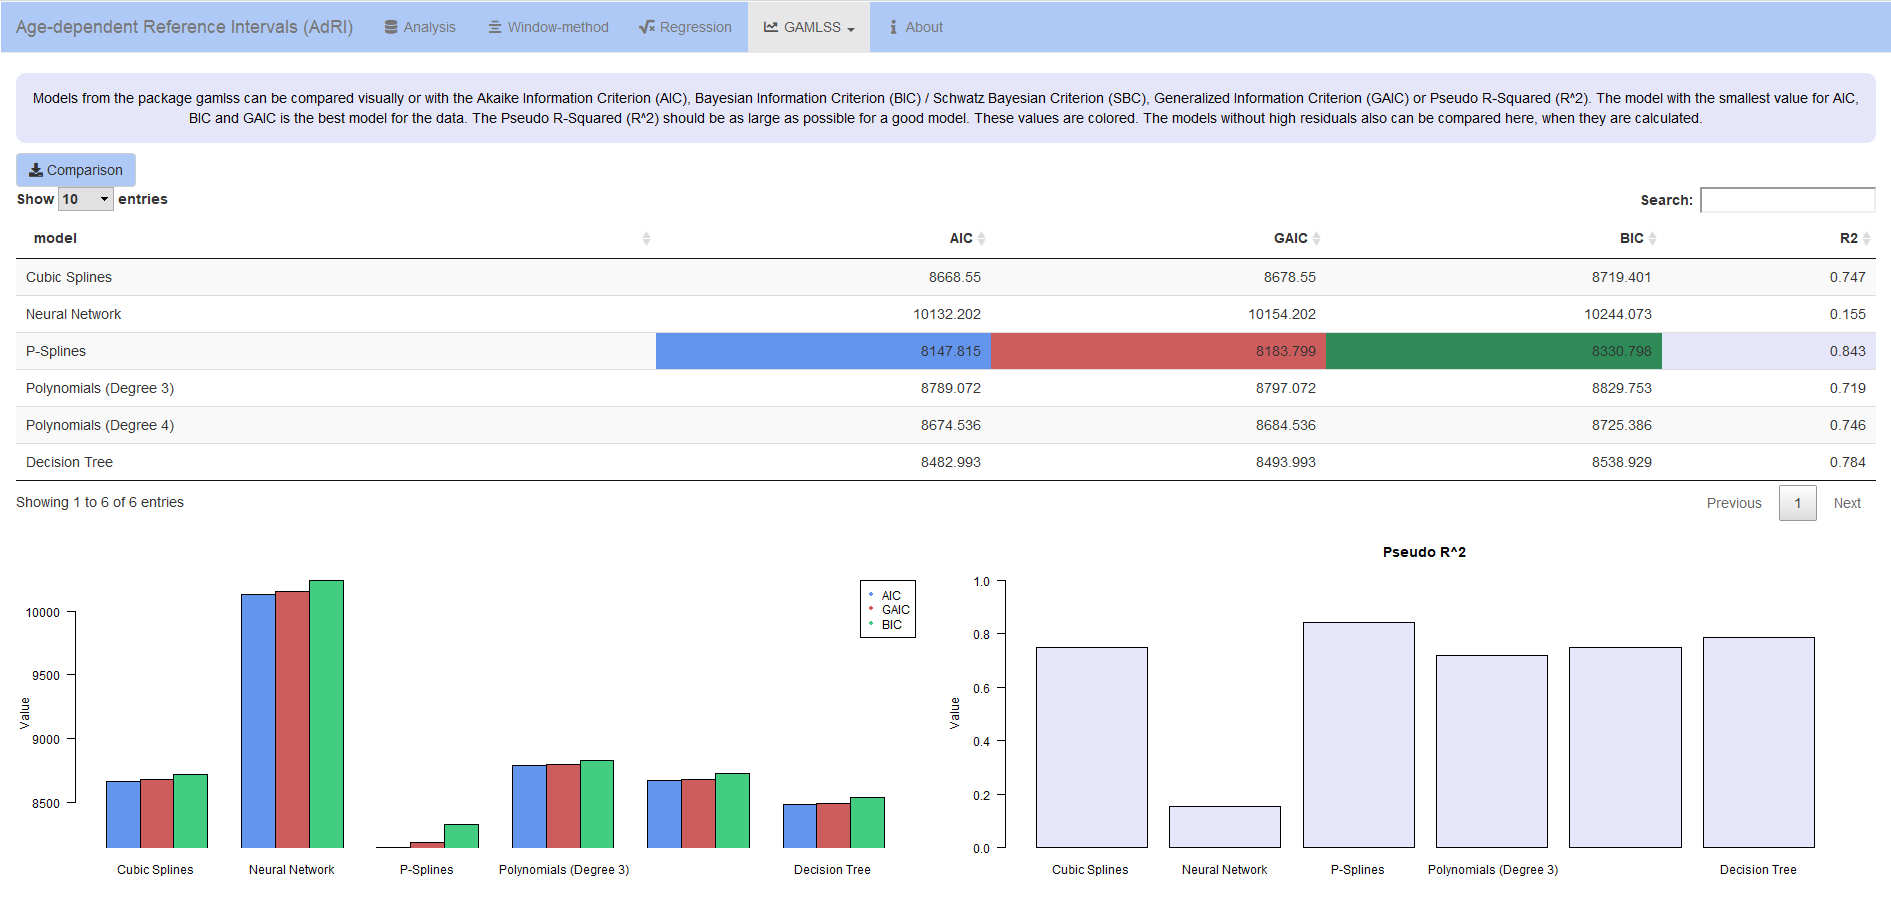 Age-dependent Reference Intervals (AdRI) Analysis Window-method Regression GAMLSS About
Models from the package gamlss can be compared visually or with the Akaike Information Criterion (AIC), Bayesian Information Criterion (BIC) / Schwatz Bayesian Criterion (SBC), Generalized Information Criterion (GAIC) or Pseudo R-Squared (R^2). The model with the smallest value for AIC,
BIC and GAIC is the best model for the data. The Pseudo R-Squared (R^2) should be as large as possible for a good model. These values are colored. The models without high residuals also can be compared here, when they are calculated.
Comparison
Show 10 entries Search:
model AIC GAIC BIC R2
Cubic Splines 8668.55 8678.55 8719.401 0.747
Neural Network 10132.202 10154.202 10244.073 0.155
P-Splines 8147.815 8183.799 8330.798 0.843
Polynomials (Degree 3) 8789.072 8797.072 8829.753 0.719
Polynomials (Degree 4) 8674.536 8684.536 8725.386 0.746
Decision Tree 8482.993 8493.993 8538.929 0.784
Showing 1 to 6 of 6 entries Previous 1 Next
10000
9500
9000
8500
Value
AIC
GAIC
BIC
Cubic Splines Neural Network P-Splines Polynomials (Degree 3) Decision Tree
Pseudo R^2
1.0
0.8
0.6
0.4
0.2
0.0
Value
Cubic Splines Neural Network P-Splines Polynomials (Degree 3) Decision Tree